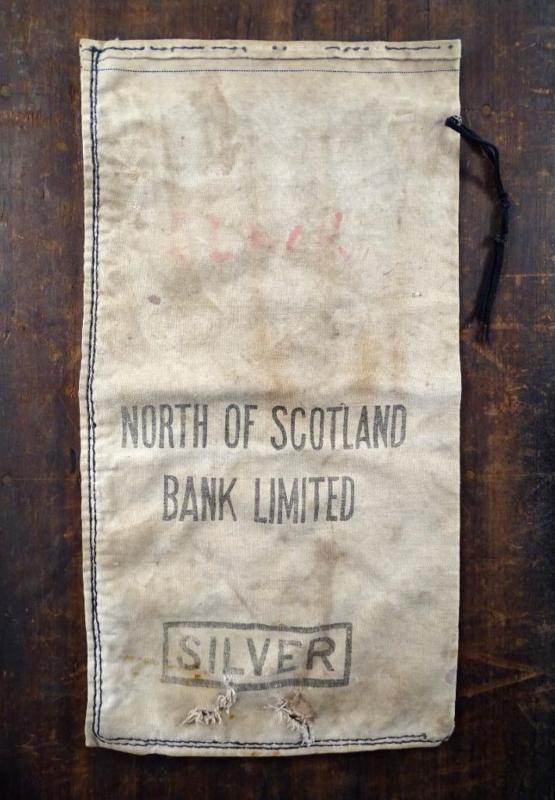 NORTH OF SCOTLAND
BANK LIMITED
SILVER